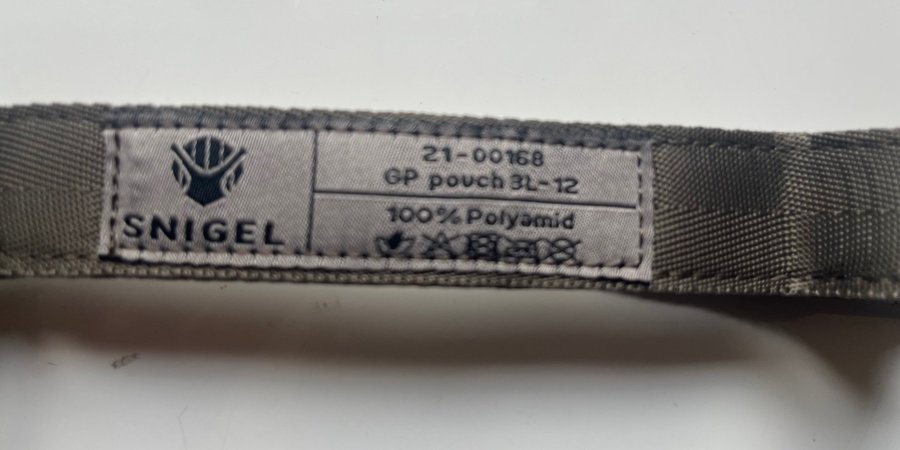 SNIGEL
21-00168
GP pouch 3L-12
100% Polyamid